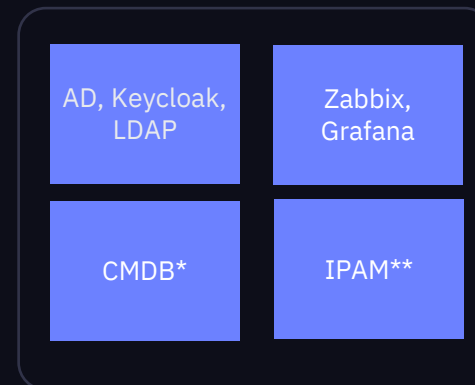 AD, Keycloak,
LDAP
Zabbix,
Grafana
CMDB*
IPAM**